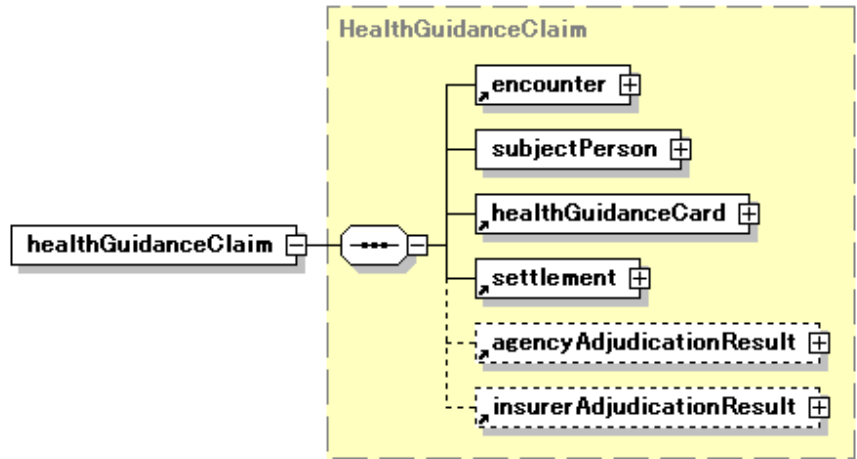 HealthGuidanceClaim
encounter
subjectPerson
healthGuidanceCard
healthGuidanceClaim
settlement
agencyAdjudicationResult
insurerAdjudicationResult